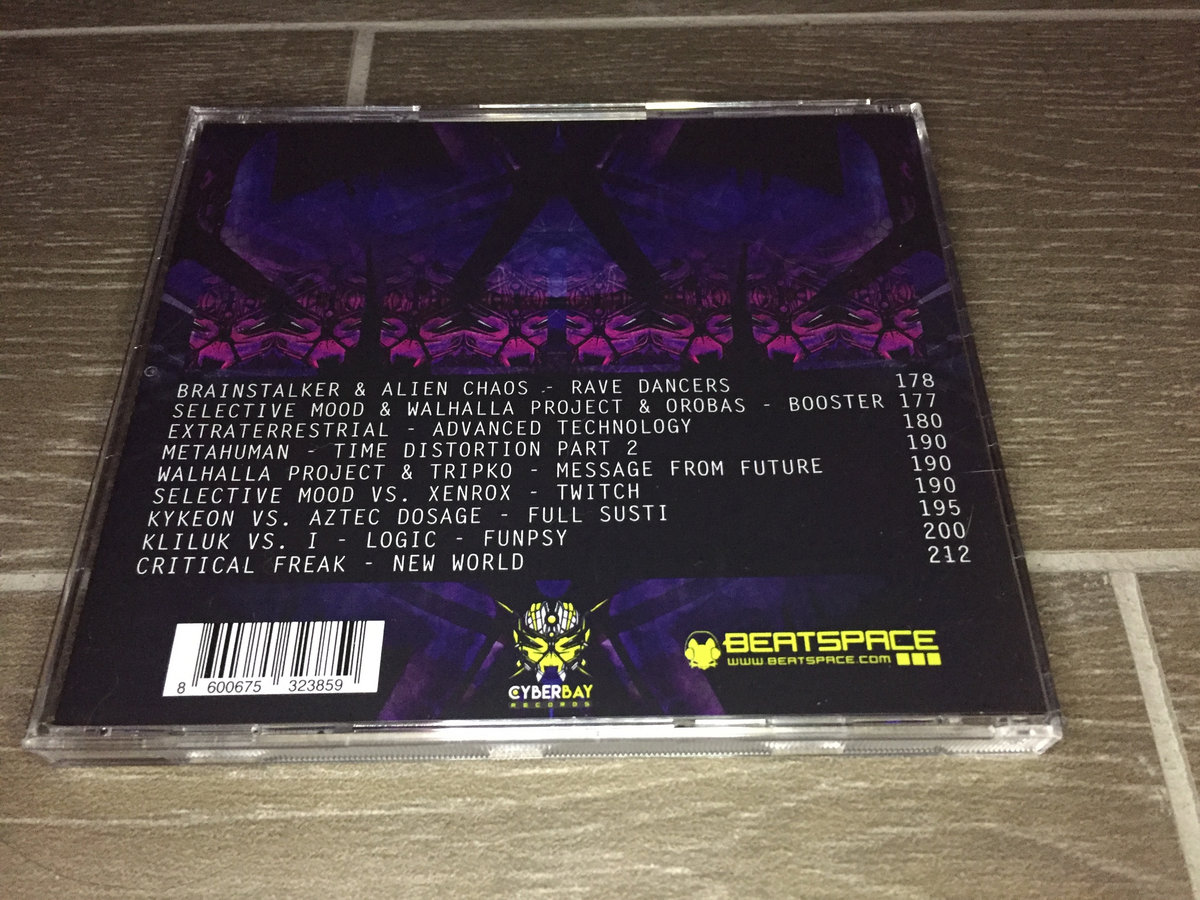 BRAINSTALKER & ALIEN CHAOS - RAVE DANCERS 178
SELECTIVE MOOD & WALHALLA PROJECT & OROBAS - BOOSTER 177
EXTRATERRESTRIAL - ADVANCED TECHNOLOGY 180
METAHUMAN - TIME DISTORTION PART 2 190
WALHALLA PROJECT & TRIPKO - MESSAGE FROM FUTURE 190
SELECTIVE MOOD VS. XENROX - TWITCH 190
KYKEON VS. AZTEC DOSAGE - FULL SUSTI 195
KLILUK VS. I - LOGIC - FUNPSY 200
CRITICAL FREAK - NEW WORLD 212
8 600675 323859
CYBERBAY
RECORDS
BEATSPACE
WWW.BEATSPACE.COM